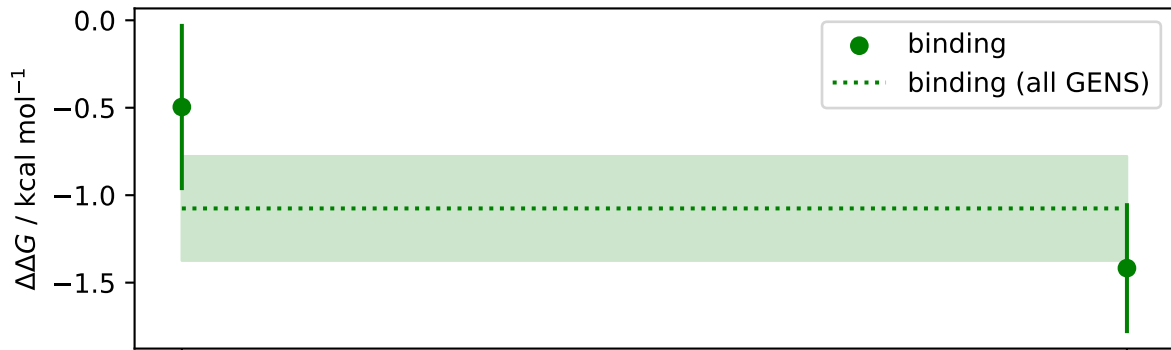 0.0
−0.5
−1.0
−1.5
ΔΔG / kcal mol⁻¹
binding
binding (all GENS)